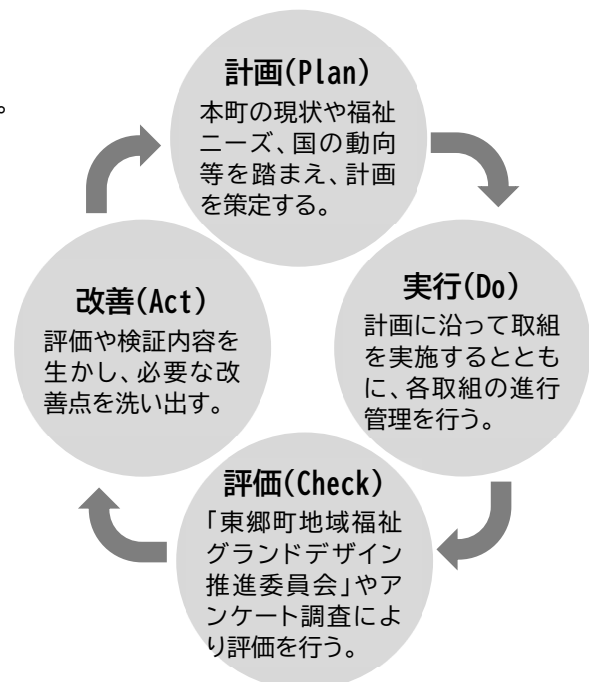 。
計画(Plan)
本町の現状や福祉
ニーズ、国の動向
等を踏まえ、計画
を策定する。
実行(Do)
計画に沿って取組
を実施するととも
に、各取組の進行
管理を行う。
評価(Check)
「東郷町地域福祉
グランドデザイン
推進委員会」やア
ンケート調査によ
り評価を行う。
改善(Act)
評価や検証内容を
生かし、必要な改
善点を洗い出す。